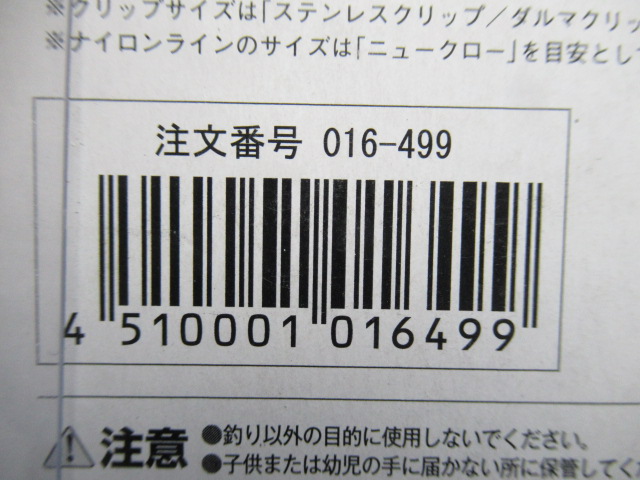 ※クリップサイズは「ステンレスクリップ／ダルマクリッ
※ナイロンラインのサイズは「ニュークロー」を目安として
注文番号 016-499
4 510001 016499
注意
●釣り以外の目的に使用しないでください。
●子供または幼児の手に届かない所に保管してく